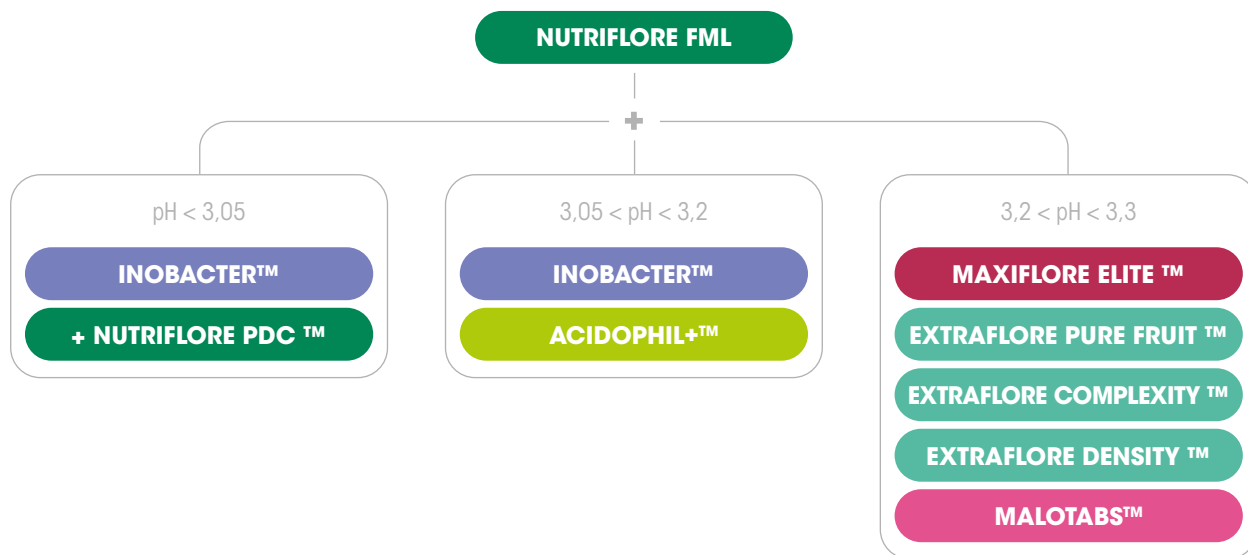 NUTRIFLORE FML
+
pH < 3,05
INOBACTER™
+ NUTRIFLORE PDC ™
3,05 < pH < 3,2
INOBACTER™
ACIDOPHIL+™
3,2 < pH < 3,3
MAXIFLORE ELITE ™
EXTRAFLORE PURE FRUIT ™
EXTRAFLORE COMPLEXITY ™
EXTRAFLORE DENSITY ™
MALOTABS™